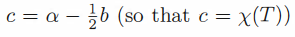 c = α − ½b (so that c = χ(T))